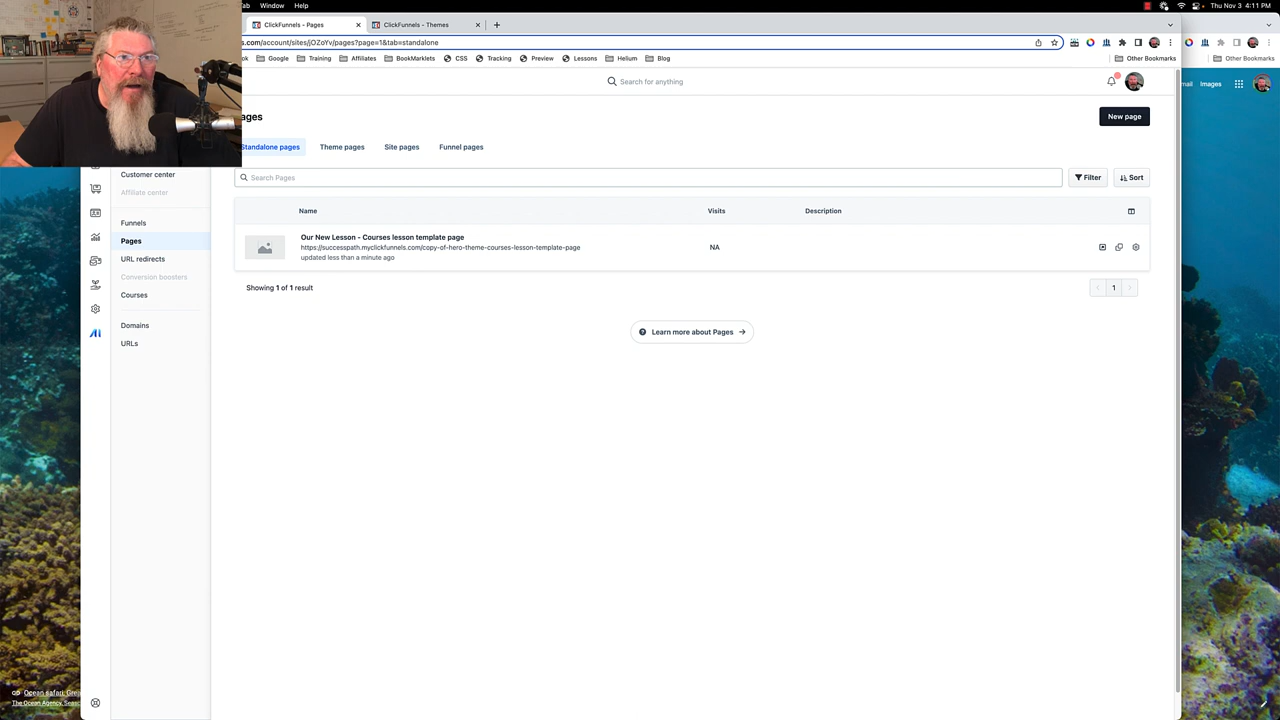 Tab Window Help
Thu Nov 3 4:11 PM
ClickFunnels - Pages
ClickFunnels - Themes
s.com/account/sites/jOZoYv/pages?page=1&tab=standalone
ok Google Training Affiliates BookMarklets CSS Tracking Preview Lessons Helium Blog Other Bookmarks Other Bookmarks
Search for anything
mail Images
ages
New page
Standalone pages Theme pages Site pages Funnel pages
Customer center
Search Pages
Filter
Sort
Affiliate center
Name Visits Description
Funnels
Our New Lesson - Courses lesson template page
Pages
https://successpath.myclickfunnels.com/copy-of-hero-theme-courses-lesson-template-page
NA
URL redirects
updated less than a minute ago
Conversion boosters
Showing 1 of 1 result
1
Courses
Domains
Learn more about Pages
URLs
Ocean safari: Grea
The Ocean Agency, Sea